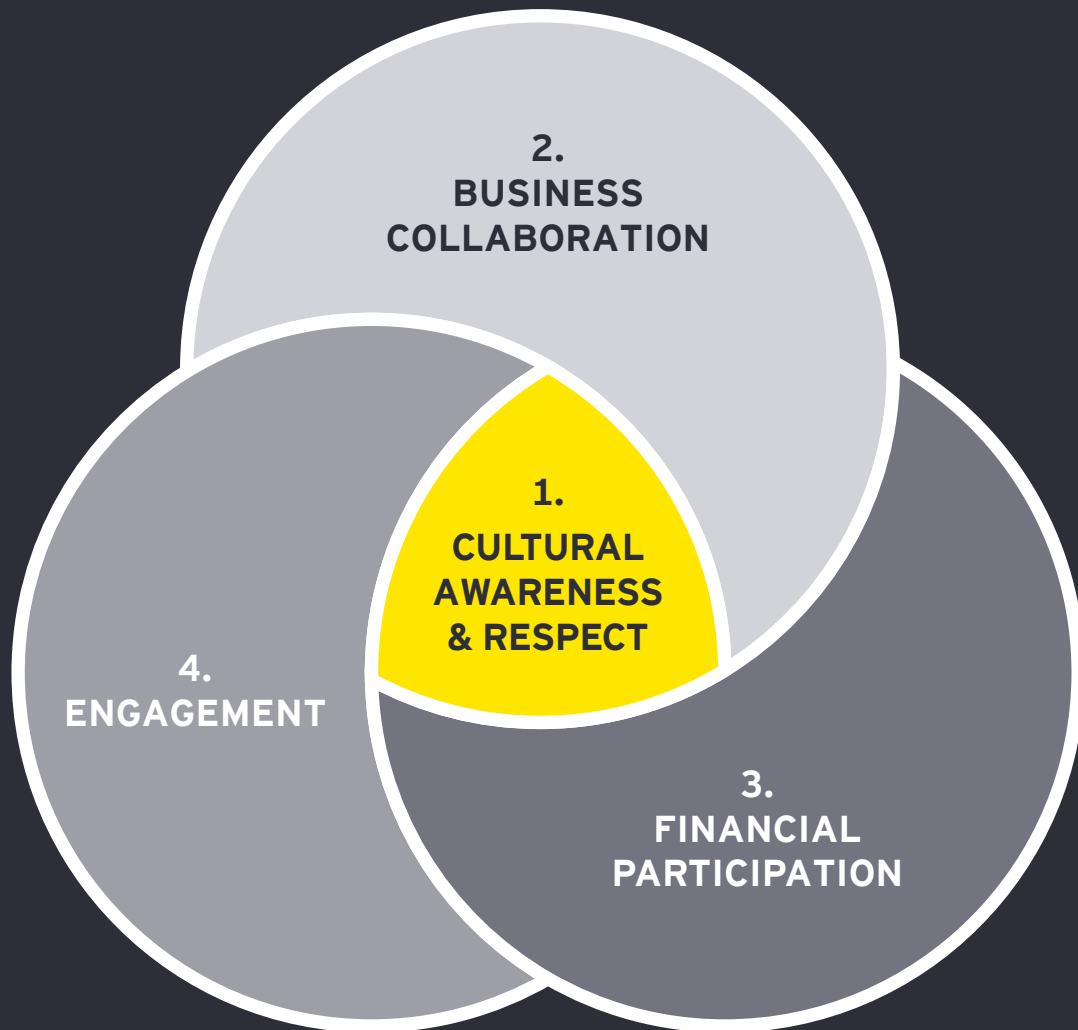 2.
BUSINESS
COLLABORATION
1.
CULTURAL
AWARENESS
& RESPECT
4.
ENGAGEMENT
3.
FINANCIAL
PARTICIPATION